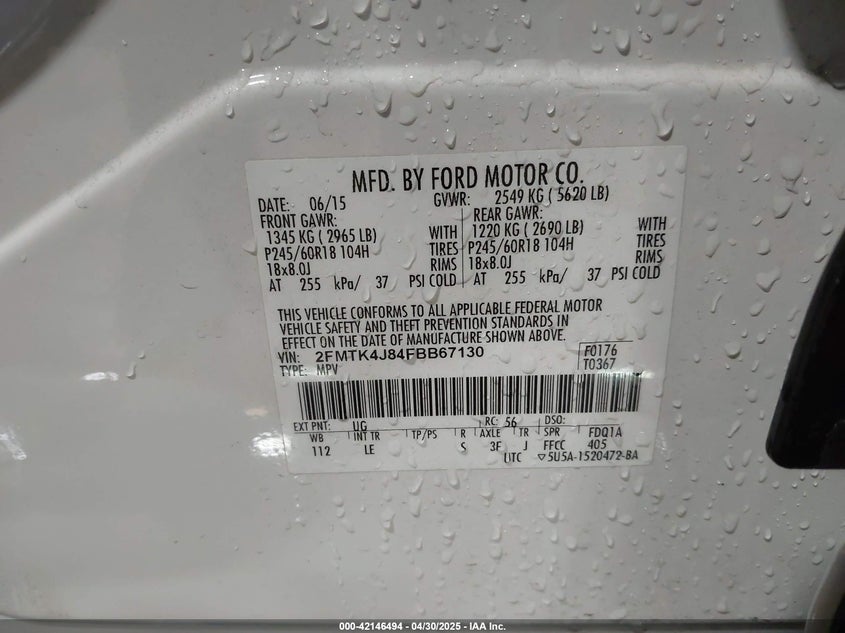 MFD. BY FORD MOTOR CO.
DATE: 06/15 GVWR: 2549 KG ( 5620 LB)
FRONT GAWR: REAR GAWR:
1345 KG ( 2965 LB) WITH 1220 KG ( 2690 LB) WITH
P245/60R18 104H TIRES P245/60R18 104H TIRES
18x8.0J RIMS 18x8.0J RIMS
AT 255 kPa/ 37 PSI COLD AT 255 kPa/ 37 PSI COLD
THIS VEHICLE CONFORMS TO ALL APPLICABLE FEDERAL MOTOR
VEHICLE SAFETY AND THEFT PREVENTION STANDARDS IN
EFFECT ON THE DATE OF MANUFACTURE SHOWN ABOVE.
VIN: 2FMTK4J84FBB67130 F0176
TYPE: MPV T0367
EXT PNT: UG RC: 56 DSO:
WB INT TR TP/PS R AXLE TR SPR FDQ1A
112 LE S 3F J FFCC 405
UTC ▽5U5A-1520472-BA
000-42146494 - 04/30/2025 - IAA Inc.